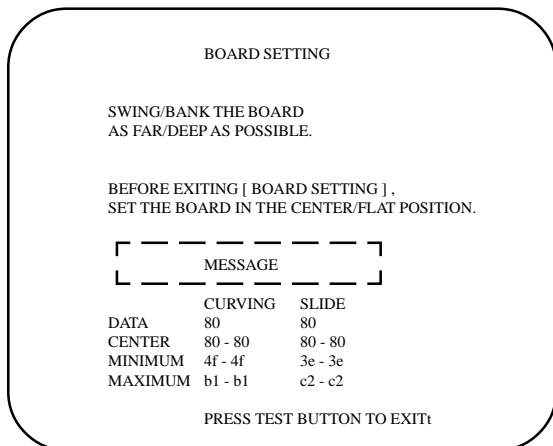 BOARD SETTING
SWING/BANK THE BOARD
AS FAR/DEEP AS POSSIBLE.
BEFORE EXITING [ BOARD SETTING ] ,
SET THE BOARD IN THE CENTER/FLAT POSITION.
MESSAGE
CURVING SLIDE
DATA 80 80
CENTER 80 - 80 80 - 80
MINIMUM 4f - 4f 3e - 3e
MAXIMUM b1 - b1 c2 - c2
PRESS TEST BUTTON TO EXITt